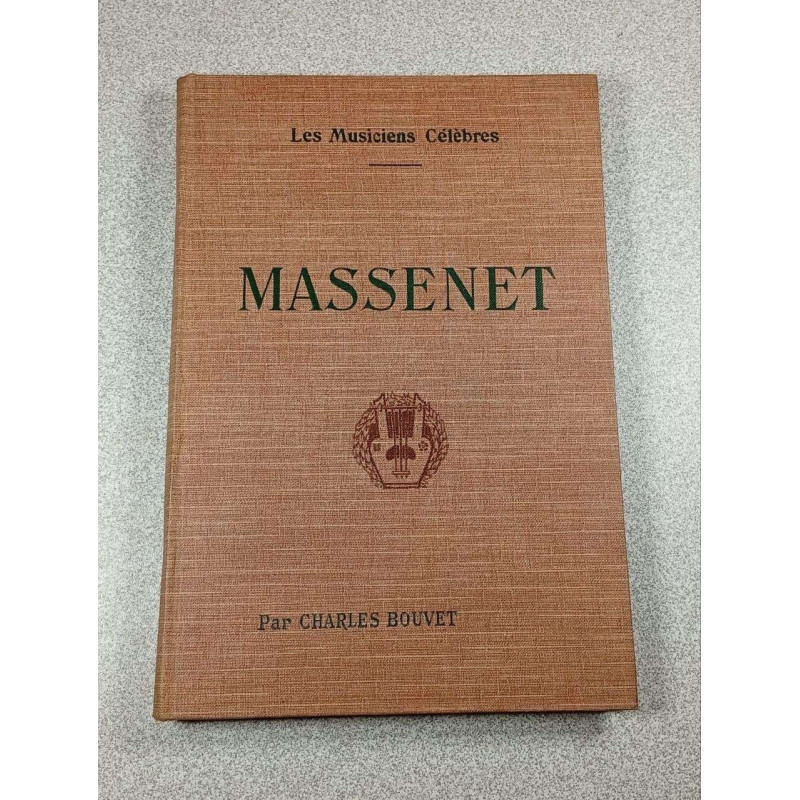 Les Musiciens Célèbres
MASSENET
Par CHARLES BOUVET